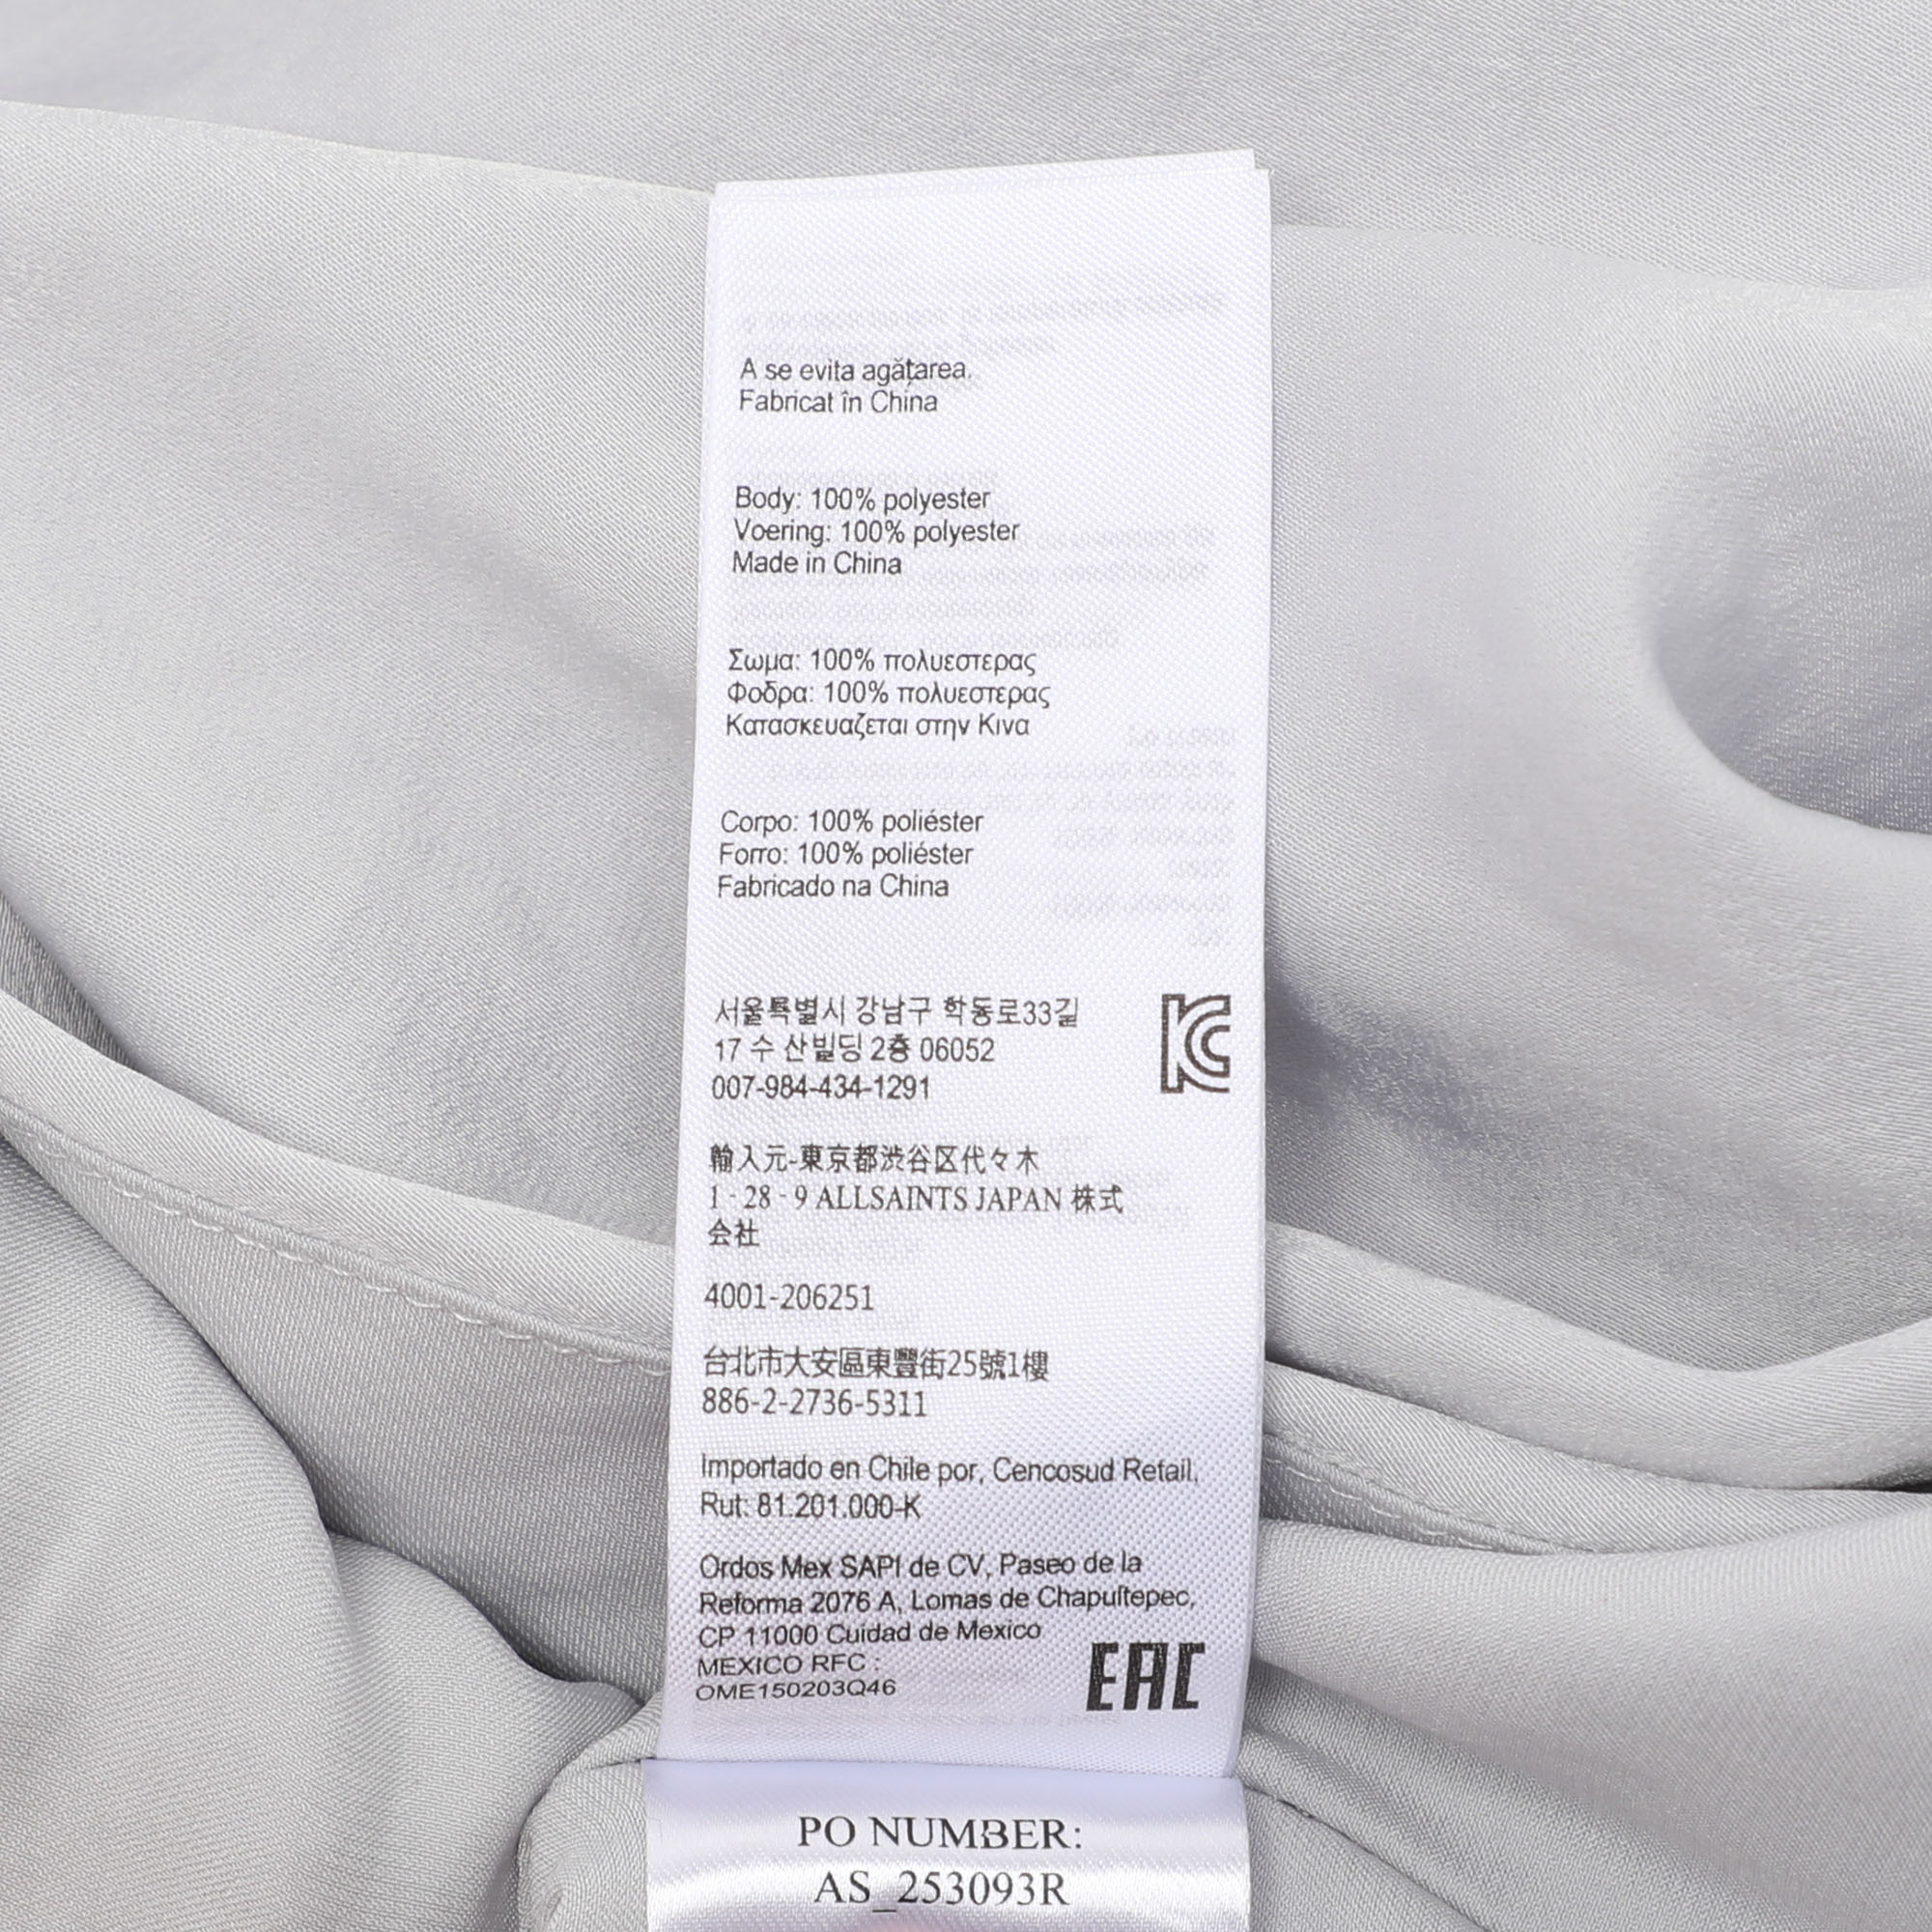 A se evita agățarea.
Fabricat în China
Body: 100% polyester
Voering: 100% polyester
Made in China
Σωμα: 100% πολυεστερας
Φοδρα: 100% πολυεστερας
Κατασκευαζεται στην Κινα
Corpo: 100% poliéster
Forro: 100% poliéster
Fabricado na China
서울특별시 강남구 학동로33길
17 수 산빌딩 2층 06052
007-984-434-1291
輸入元-東京都渋谷区代々木
1 - 28 - 9 ALLSAINTS JAPAN 株式
会社
4001-206251
台北市大安區東豐街25號1樓
886-2-2736-5311
Importado en Chile por, Cencosud Retail,
Rut: 81.201.000-K
Ordos Mex SAPI de CV, Paseo de la
Reforma 2076 A, Lomas de Chapultepec,
CP 11000 Cuidad de Mexico
MEXICO RFC :
OME150203Q46
EAC
PO NUMBER:
AS_253093R